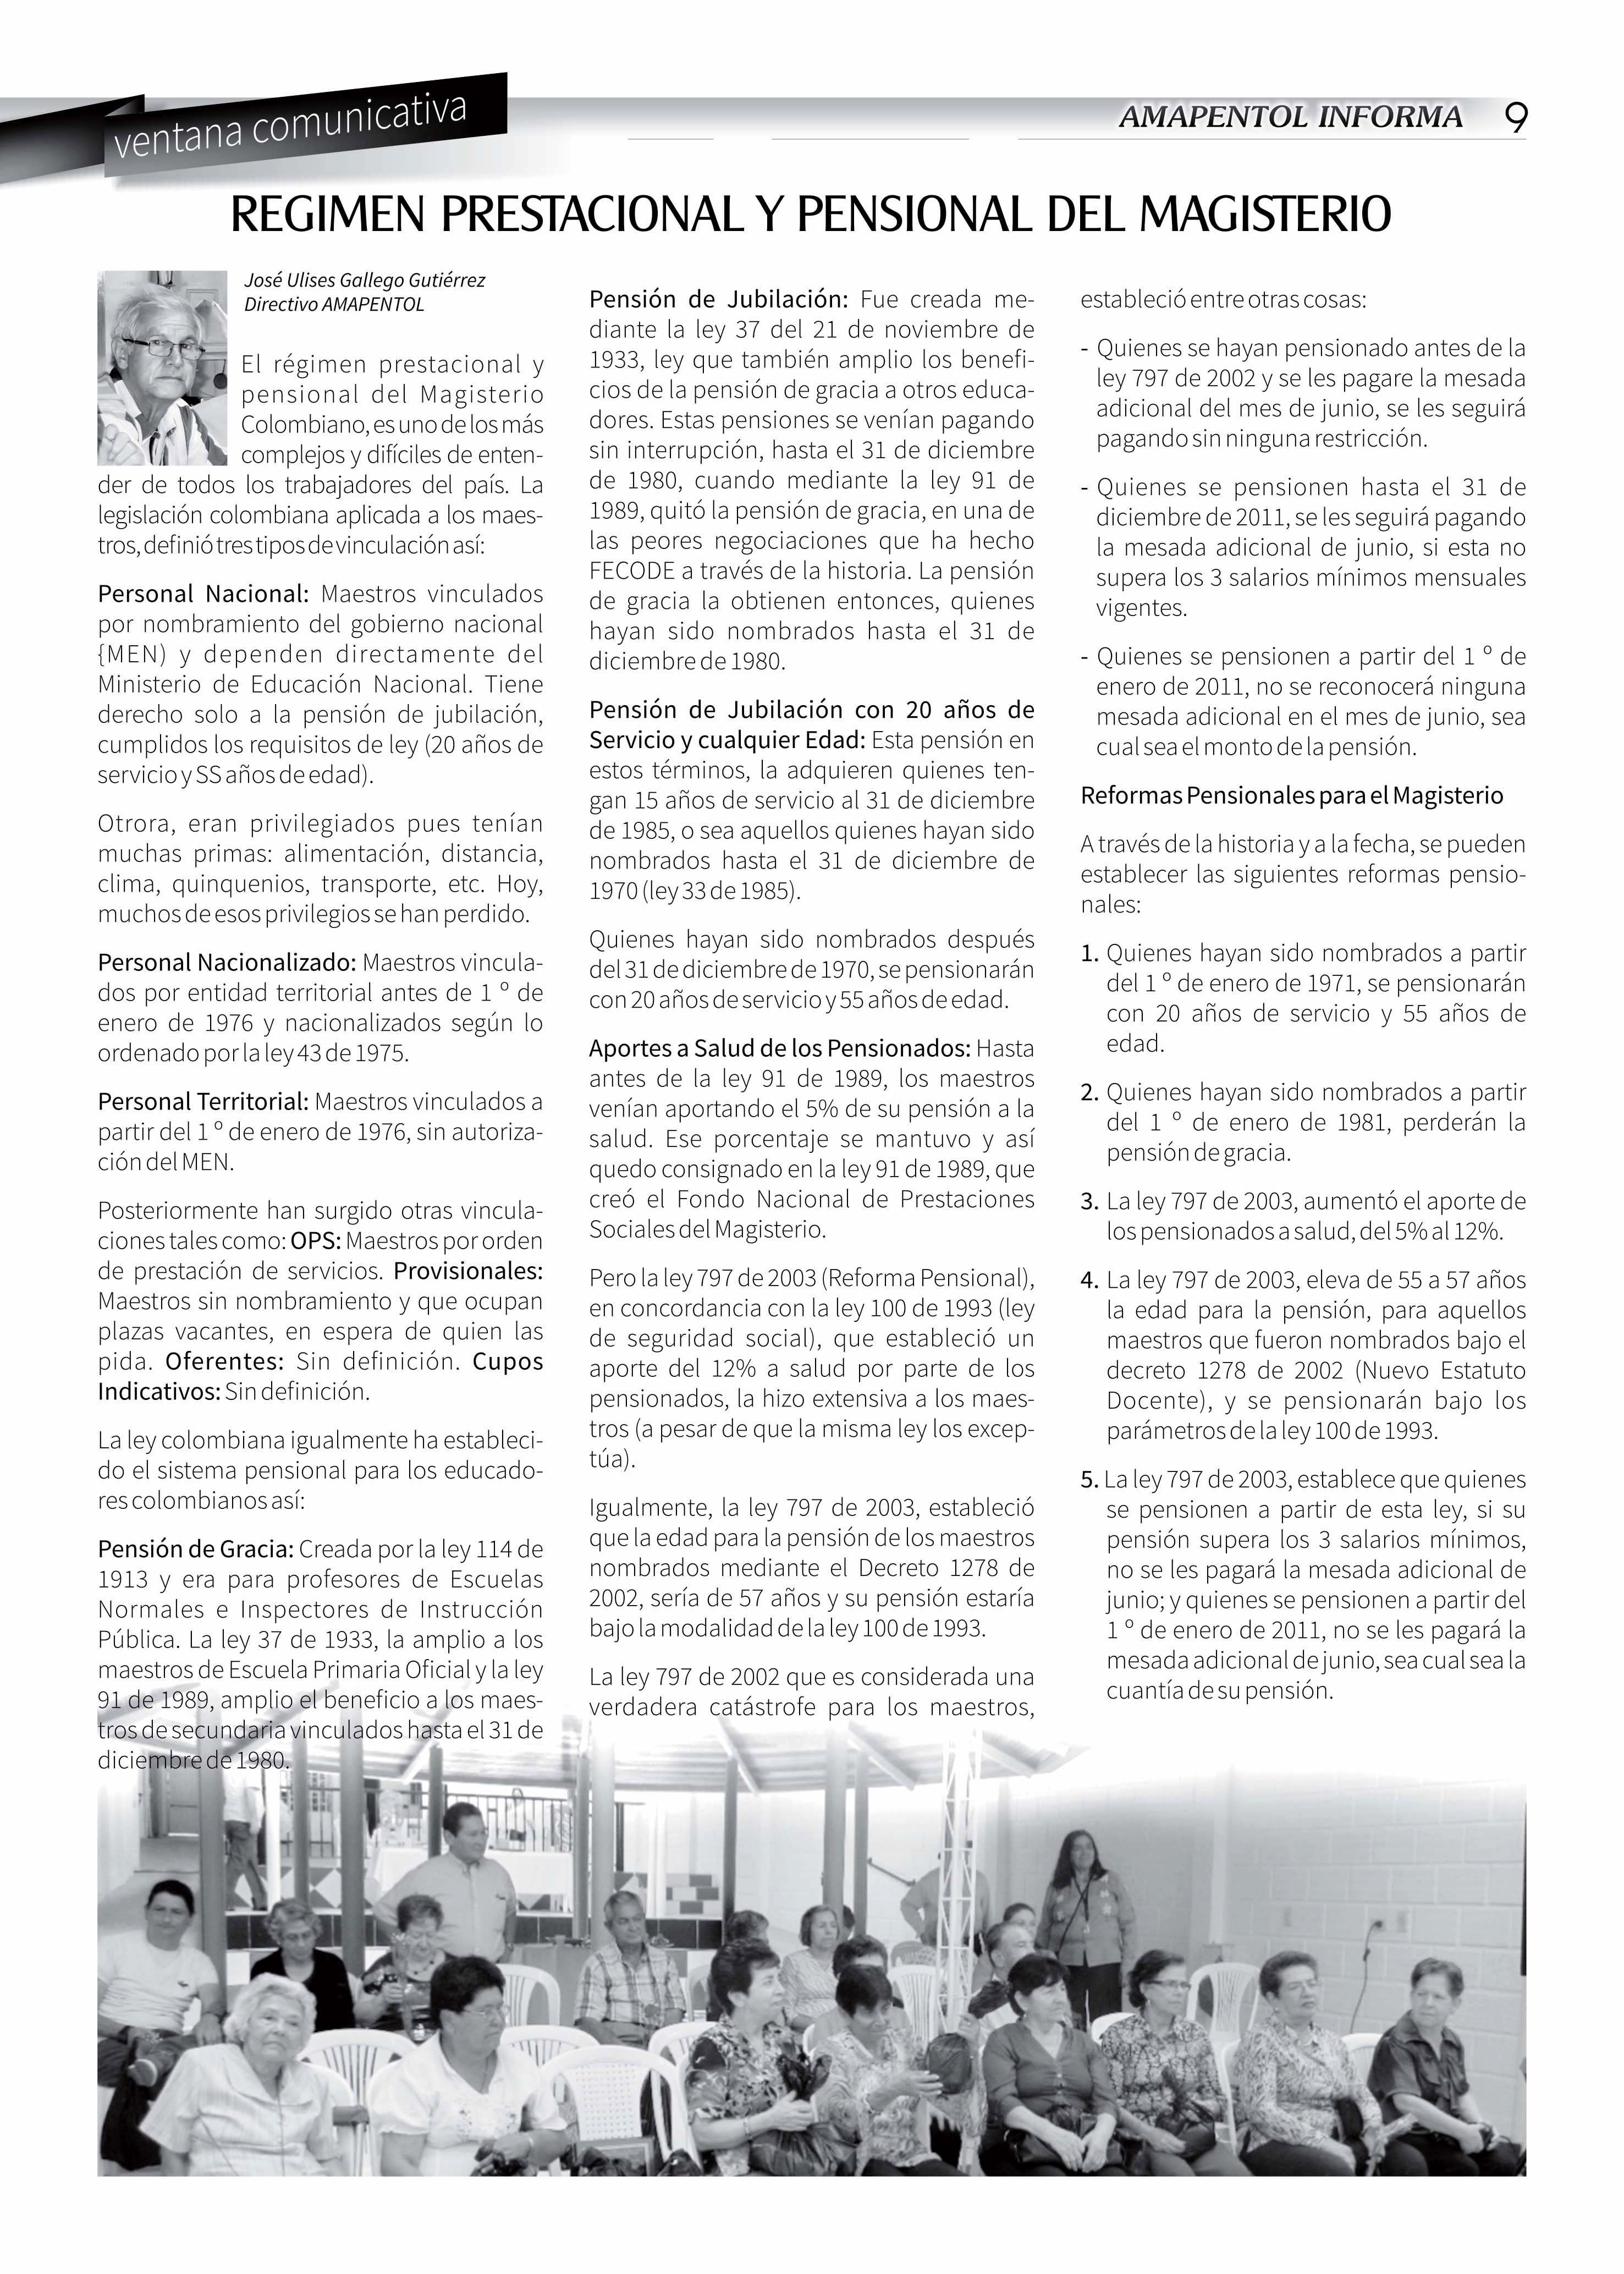 ventana comunicativa
AMAPENTOL INFORMA 9
REGIMEN PRESTACIONAL Y PENSIONAL DEL MAGISTERIO
José Ulises Gallego Gutiérrez
Directivo AMAPENTOL
El régimen prestacional y
pensional del Magisterio
Colombiano, es uno de los más
complejos y difíciles de enten-
der de todos los trabajadores del país. La
legislación colombiana aplicada a los maes-
tros, definió tres tipos de vinculación así:
Personal Nacional: Maestros vinculados
por nombramiento del gobierno nacional
{MEN) y dependen directamente del
Ministerio de Educación Nacional. Tiene
derecho solo a la pensión de jubilación,
cumplidos los requisitos de ley (20 años de
servicio y SS años de edad).
Otrora, eran privilegiados pues tenían
muchas primas: alimentación, distancia,
clima, quinquenios, transporte, etc. Hoy,
muchos de esos privilegios se han perdido.
Personal Nacionalizado: Maestros vincula-
dos por entidad territorial antes de 1 º de
enero de 1976 y nacionalizados según lo
ordenado por la ley 43 de 1975.
Personal Territorial: Maestros vinculados a
partir del 1 º de enero de 1976, sin autoriza-
ción del MEN.
Posteriormente han surgido otras vincula-
ciones tales como: OPS: Maestros por orden
de prestación de servicios. Provisionales:
Maestros sin nombramiento y que ocupan
plazas vacantes, en espera de quien las
pida. Oferentes: Sin definición. Cupos
Indicativos: Sin definición.
La ley colombiana igualmente ha estableci-
do el sistema pensional para los educado-
res colombianos así:
Pensión de Gracia: Creada por la ley 114 de
1913 y era para profesores de Escuelas
Normales e Inspectores de Instrucción
Pública. La ley 37 de 1933, la amplio a los
maestros de Escuela Primaria Oficial y la ley
91 de 1989, amplio el beneficio a los maes-
tros de secundaria vinculados hasta el 31 de
diciembre de 1980.
Pensión de Jubilación: Fue creada me-
diante la ley 37 del 21 de noviembre de
1933, ley que también amplio los benefi-
cios de la pensión de gracia a otros educa-
dores. Estas pensiones se venían pagando
sin interrupción, hasta el 31 de diciembre
de 1980, cuando mediante la ley 91 de
1989, quitó la pensión de gracia, en una de
las peores negociaciones que ha hecho
FECODE a través de la historia. La pensión
de gracia la obtienen entonces, quienes
hayan sido nombrados hasta el 31 de
diciembre de 1980.
Pensión de Jubilación con 20 años de
Servicio y cualquier Edad: Esta pensión en
estos términos, la adquieren quienes ten-
gan 15 años de servicio al 31 de diciembre
de 1985, o sea aquellos quienes hayan sido
nombrados hasta el 31 de diciembre de
1970 (ley 33 de 1985).
Quienes hayan sido nombrados después
del 31 de diciembre de 1970, se pensionarán
con 20 años de servicio y 55 años de edad.
Aportes a Salud de los Pensionados: Hasta
antes de la ley 91 de 1989, los maestros
venían aportando el 5% de su pensión a la
salud. Ese porcentaje se mantuvo y así
quedo consignado en la ley 91 de 1989, que
creó el Fondo Nacional de Prestaciones
Sociales del Magisterio.
Pero la ley 797 de 2003 (Reforma Pensional),
en concordancia con la ley 100 de 1993 (ley
de seguridad social), que estableció un
aporte del 12% a salud por parte de los
pensionados, la hizo extensiva a los maes-
tros (a pesar de que la misma ley los excep-
túa).
Igualmente, la ley 797 de 2003, estableció
que la edad para la pensión de los maestros
nombrados mediante el Decreto 1278 de
2002, sería de 57 años y su pensión estaría
bajo la modalidad de la ley 100 de 1993.
La ley 797 de 2002 que es considerada una
verdadera catástrofe para los maestros,
estableció entre otras cosas:
- Quienes se hayan pensionado antes de la
ley 797 de 2002 y se les pagare la mesada
adicional del mes de junio, se les seguirá
pagando sin ninguna restricción.
- Quienes se pensionen hasta el 31 de
diciembre de 2011, se les seguirá pagando
la mesada adicional de junio, si esta no
supera los 3 salarios mínimos mensuales
vigentes.
- Quienes se pensionen a partir del 1 º de
enero de 2011, no se reconocerá ninguna
mesada adicional en el mes de junio, sea
cual sea el monto de la pensión.
Reformas Pensionales para el Magisterio
A través de la historia y a la fecha, se pueden
establecer las siguientes reformas pensio-
nales:
1. Quienes hayan sido nombrados a partir
del 1 º de enero de 1971, se pensionarán
con 20 años de servicio y 55 años de
edad.
2. Quienes hayan sido nombrados a partir
del 1 º de enero de 1981, perderán la
pensión de gracia.
3. La ley 797 de 2003, aumentó el aporte de
los pensionados a salud, del 5% al 12%.
4. La ley 797 de 2003, eleva de 55 a 57 años
la edad para la pensión, para aquellos
maestros que fueron nombrados bajo el
decreto 1278 de 2002 (Nuevo Estatuto
Docente), y se pensionarán bajo los
parámetros de la ley 100 de 1993.
5. La ley 797 de 2003, establece que quienes
se pensionen a partir de esta ley, si su
pensión supera los 3 salarios mínimos,
no se les pagará la mesada adicional de
junio; y quienes se pensionen a partir del
1 º de enero de 2011, no se les pagará la
mesada adicional de junio, sea cual sea la
cuantía de su pensión.